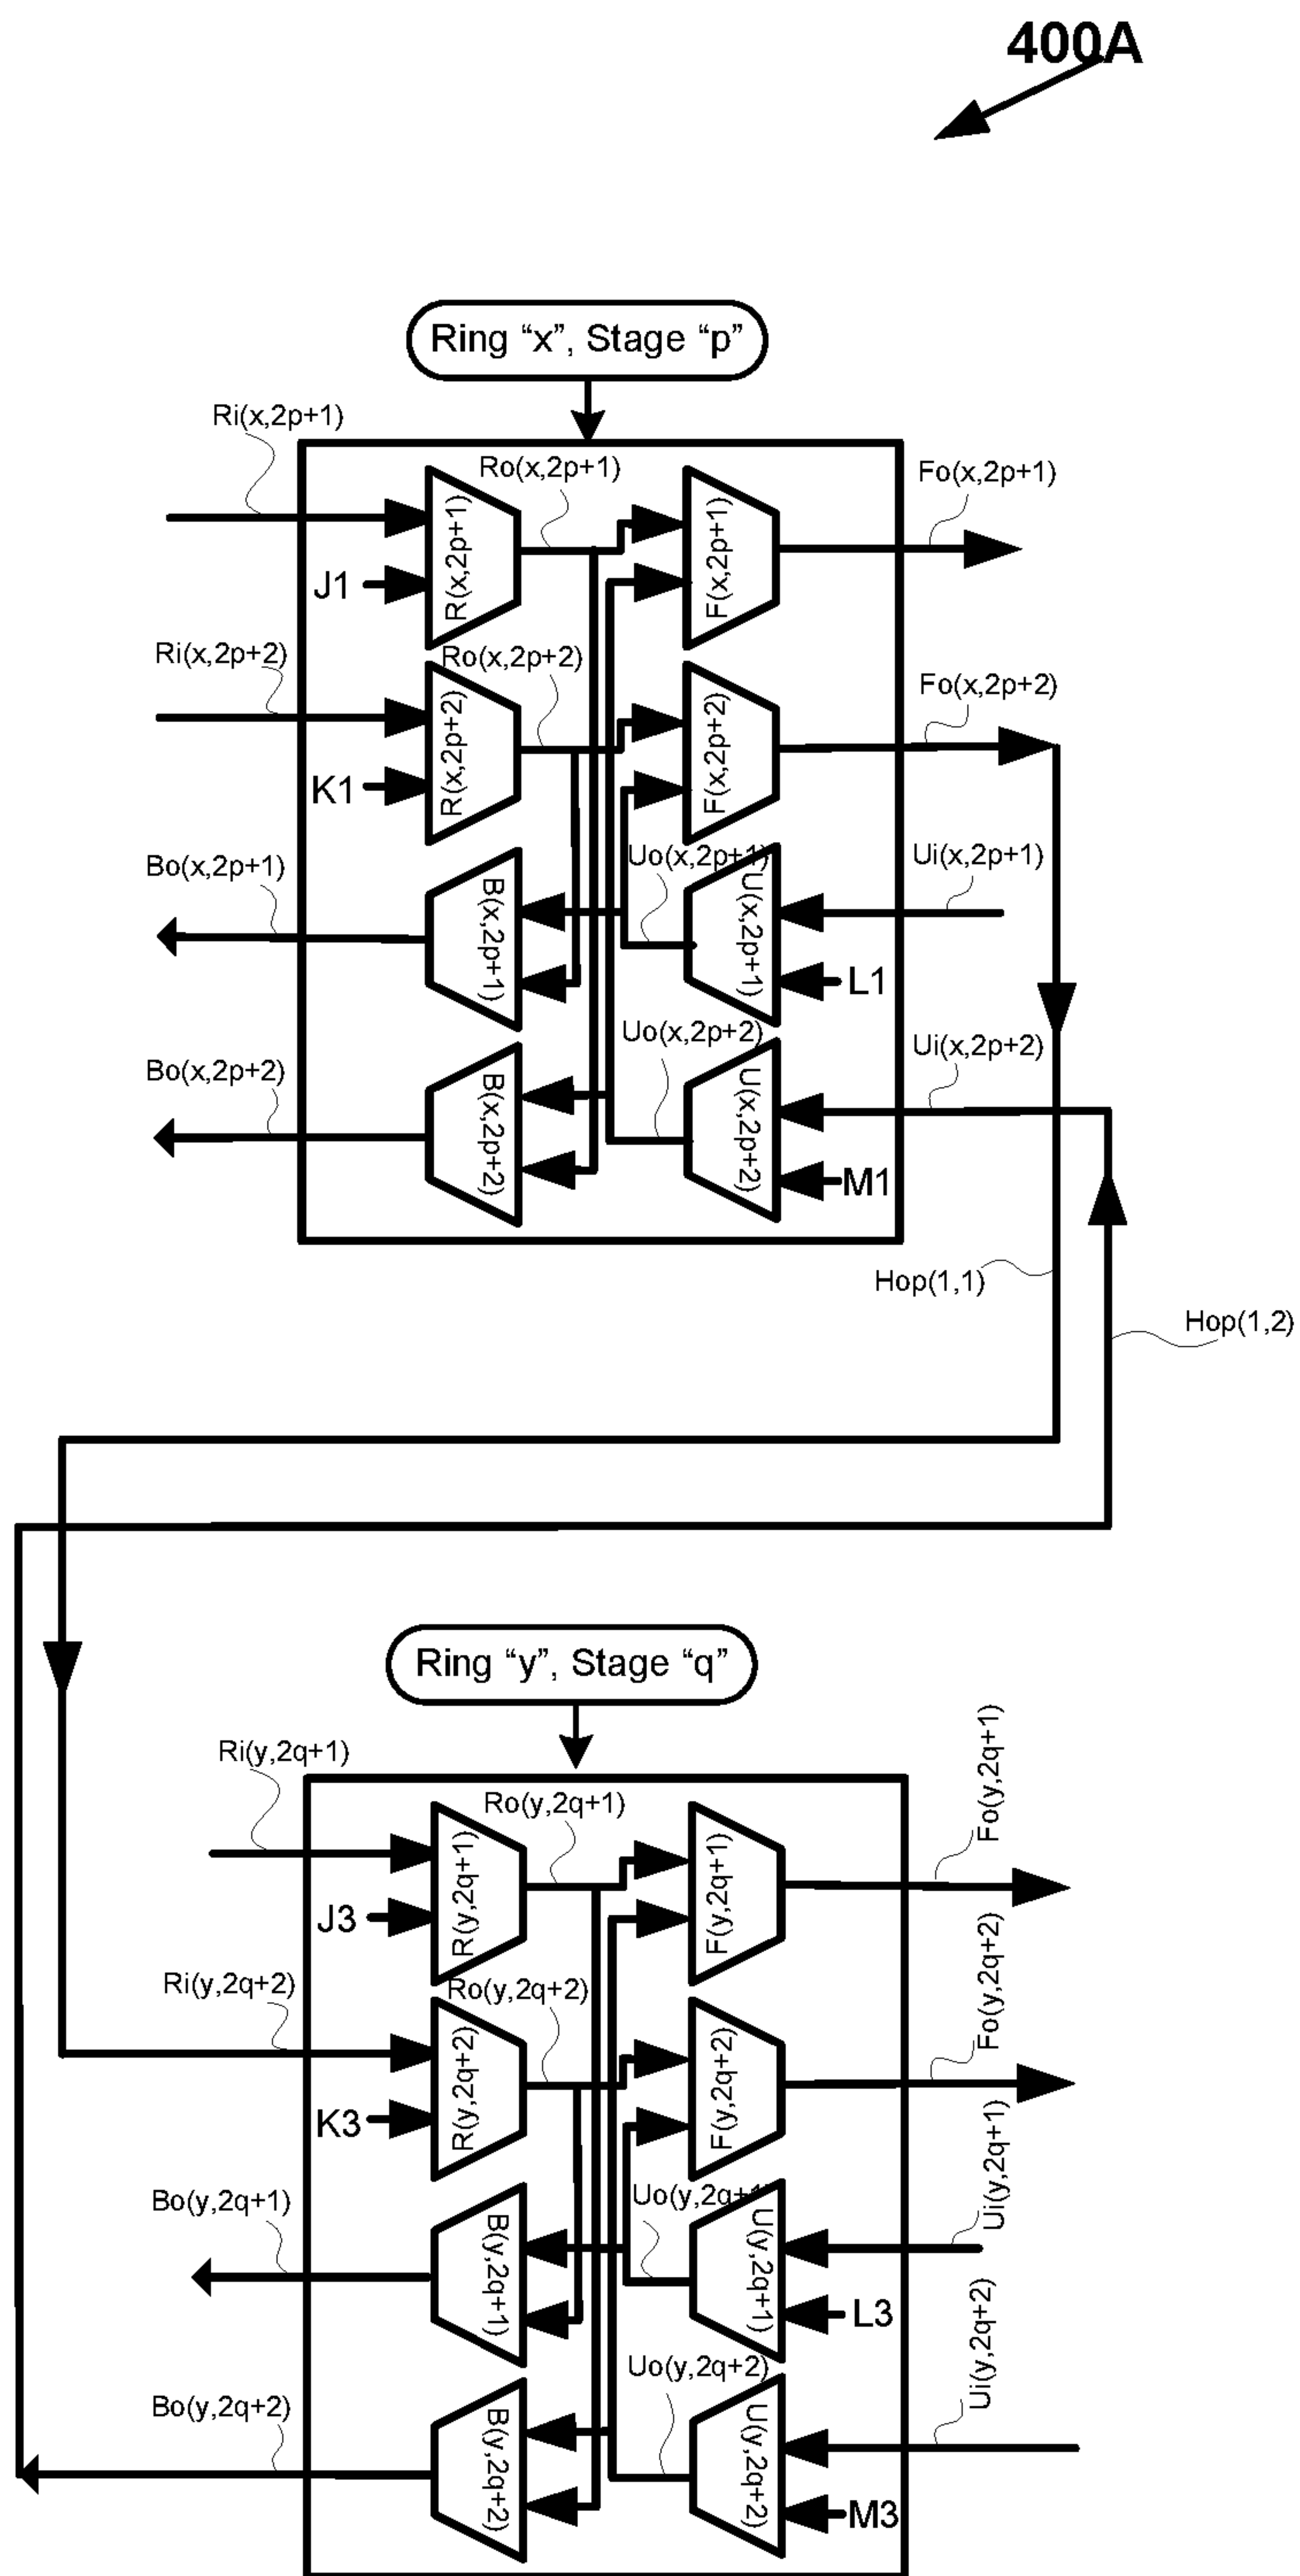 400A
Ring “x”, Stage “p”
Ri(x,2p+1)
Ro(x,2p+1)
Fo(x,2p+1)
R(x,2p+1)
F(x,2p+1)
J1
Ri(x,2p+2)
Ro(x,2p+2)
Fo(x,2p+2)
R(x,2p+2)
F(x,2p+2)
K1
Bo(x,2p+1)
Uo(x,2p+1)
Ui(x,2p+1)
B(x,2p+1)
U(x,2p+1)
L1
Bo(x,2p+2)
Uo(x,2p+2)
Ui(x,2p+2)
B(x,2p+2)
U(x,2p+2)
M1
Hop(1,1)
Hop(1,2)
Ring “y”, Stage “q”
Ri(y,2q+1)
Ro(y,2q+1)
Fo(y,2q+1)
R(y,2q+1)
F(y,2q+1)
J3
Ri(y,2q+2)
Ro(y,2q+2)
Fo(y,2q+2)
R(y,2q+2)
F(y,2q+2)
K3
Bo(y,2q+1)
Uo(y,2q+1)
Ui(y,2q+1)
B(y,2q+1)
U(y,2q+1)
L3
Bo(y,2q+2)
Uo(y,2q+2)
Ui(y,2q+2)
B(y,2q+2)
U(y,2q+2)
M3